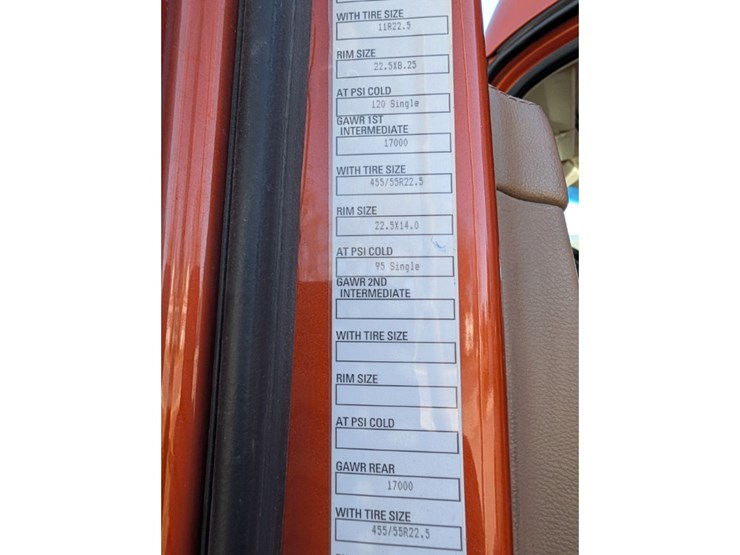 WITH TIRE SIZE
11R22.5
RIM SIZE
22.5X8.25
AT PSI COLD
120 Single
GAWR 1ST
INTERMEDIATE
17000
WITH TIRE SIZE
455/55R22.5
RIM SIZE
22.5X14.0
AT PSI COLD
95 Single
GAWR 2ND
INTERMEDIATE
WITH TIRE SIZE
RIM SIZE
AT PSI COLD
GAWR REAR
17000
WITH TIRE SIZE
455/55R22.5